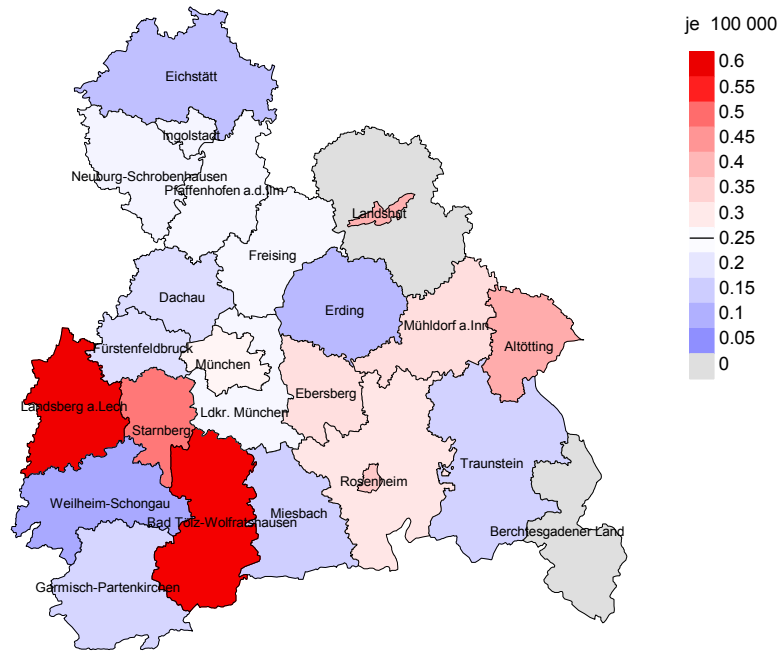 je 100 000
0.6
0.55
0.5
0.45
0.4
0.35
0.3
0.25
0.2
0.15
0.1
0.05
0
Eichstätt
Ingolstadt
Neuburg-Schrobenhausen
Pfaffenhofen a.d.Ilm
Landshut
Freising
Dachau
Erding
Mühldorf a.Inn
Fürstenfeldbruck
München
Altötting
Ebersberg
Landsberg a.Lech
Ldkr. München
Starnberg
Traunstein
Rosenheim
Weilheim-Schongau
Miesbach
Bad Tölz-Wolfratshausen
Berchtesgadener Land
Garmisch-Partenkirchen